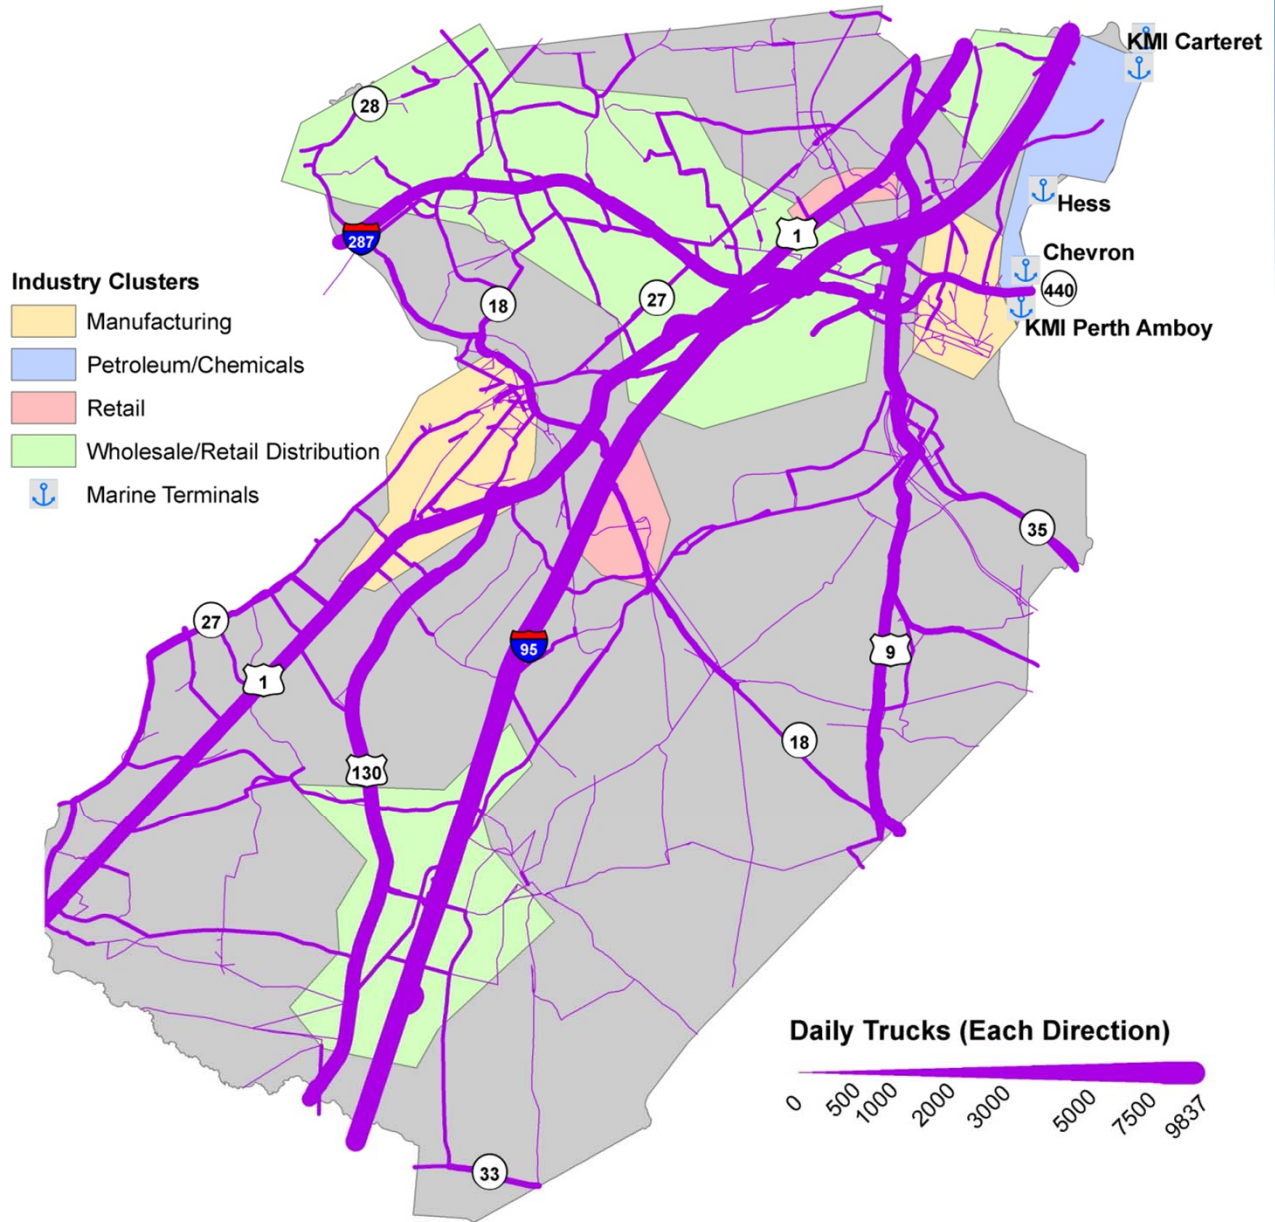 KMI Carteret
28
Hess
1
287
Chevron
440
27
18
KMI Perth Amboy
Industry Clusters
Manufacturing
Petroleum/Chemicals
Retail
Wholesale/Retail Distribution
Marine Terminals
35
27
95
9
1
18
130
Daily Trucks (Each Direction)
0 500 1000 2000 3000 5000 7500 9837
33